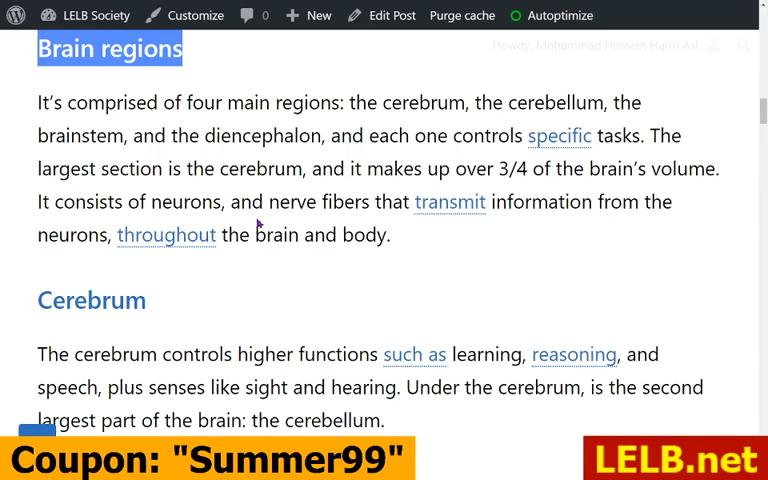 LELB Society Customize 0 New Edit Post Purge cache Autoptimize
Howdy, Mohammad Hossein Hariri Asl
Brain regions
It's comprised of four main regions: the cerebrum, the cerebellum, the
brainstem, and the diencephalon, and each one controls specific tasks. The
largest section is the cerebrum, and it makes up over 3/4 of the brain's volume.
It consists of neurons, and nerve fibers that transmit information from the
neurons, throughout the brain and body.
Cerebrum
The cerebrum controls higher functions such as learning, reasoning, and
speech, plus senses like sight and hearing. Under the cerebrum, is the second
largest part of the brain: the cerebellum.
Coupon: "Summer99"
LELB.net